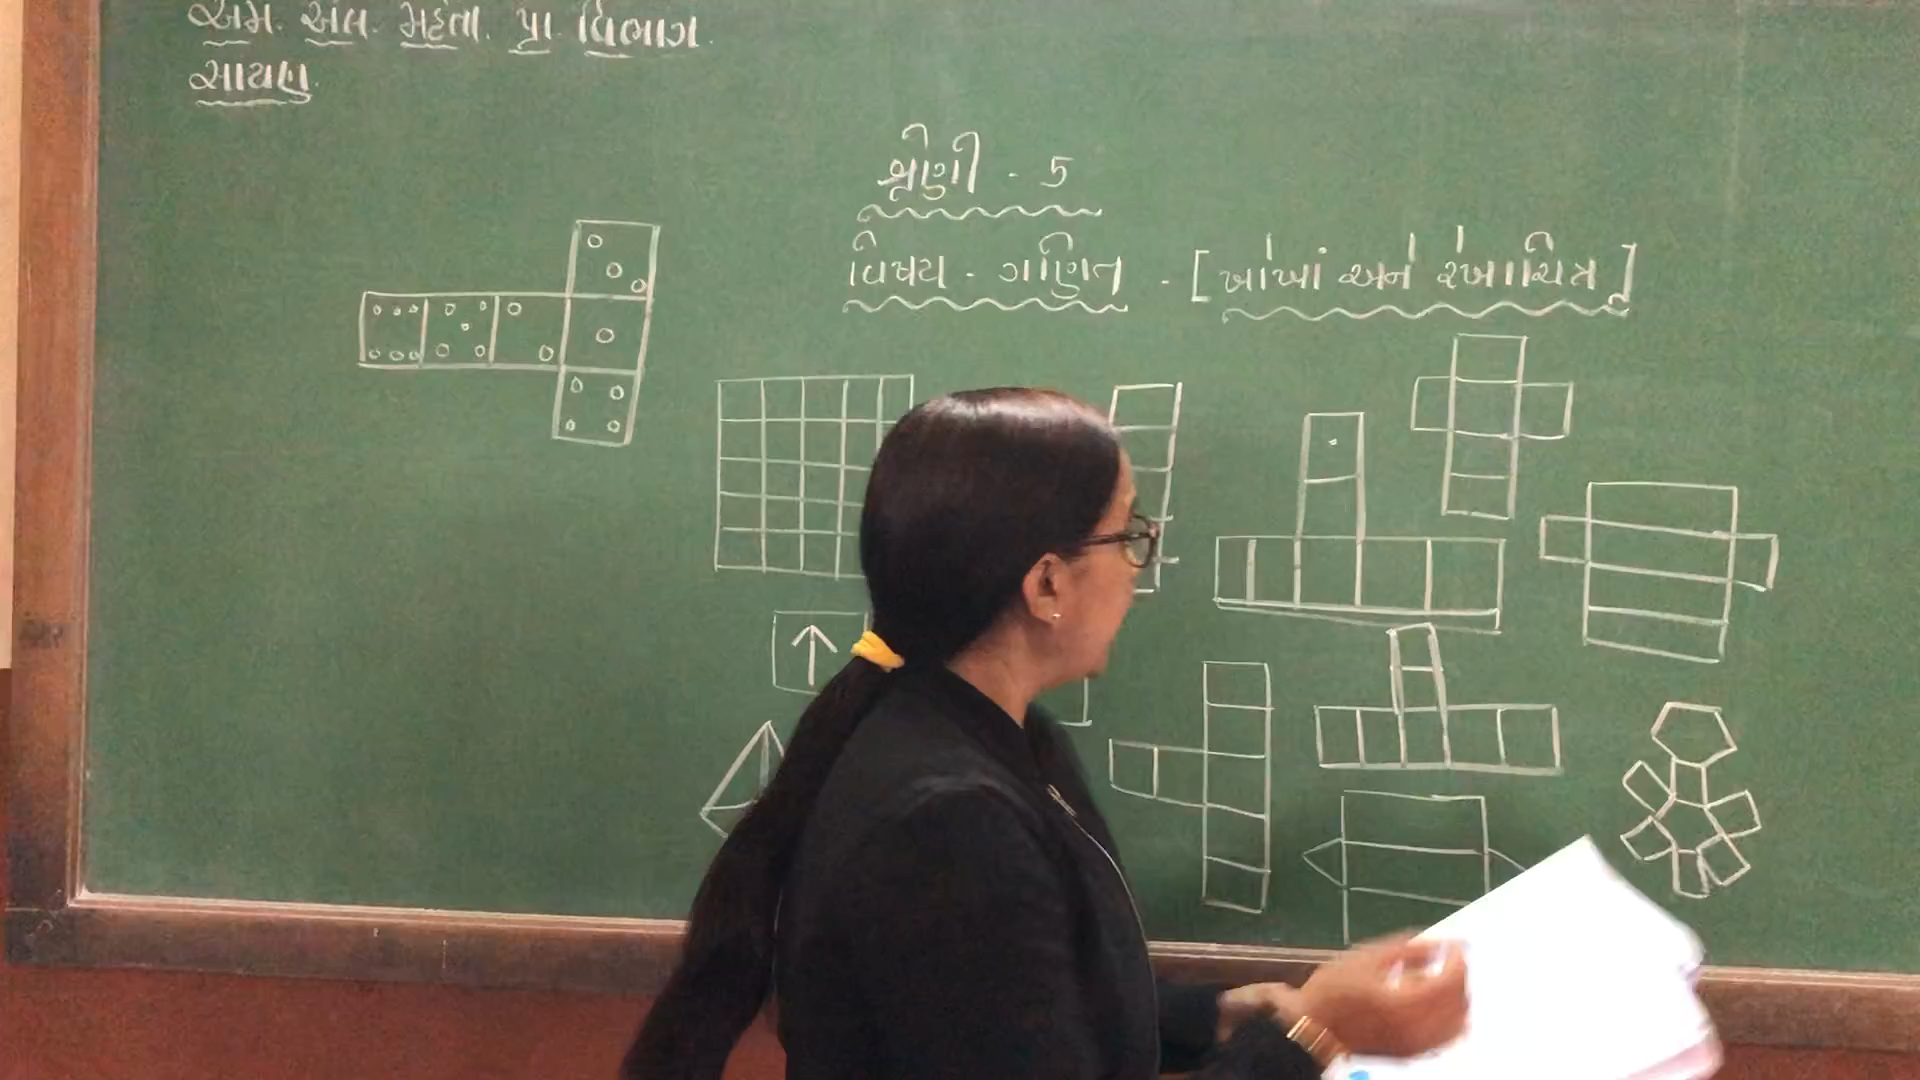 એમ. એલ. મહેતા. પ્રા. વિભાગ.
સાયણ.
શ્રેણી - 5
વિષય - ગણિત - [ખોખાં અને રેખાચિત્ર]